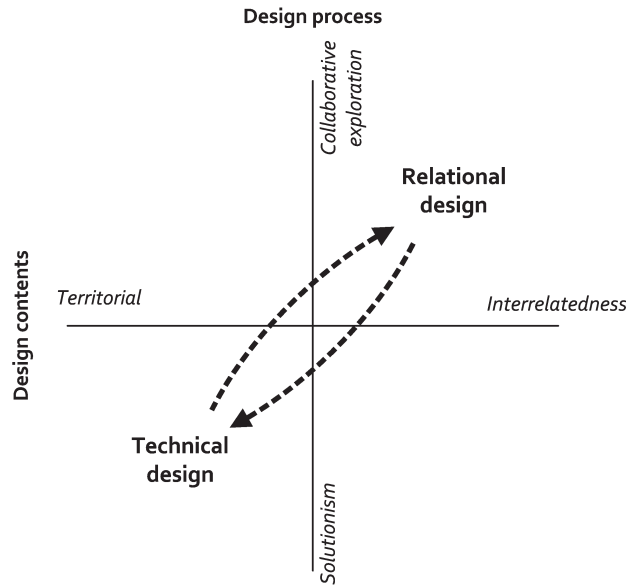 Design process
Collaborative
exploration
Relational
design
Design contents
Territorial
Interrelatedness
Technical
design
Solutionism